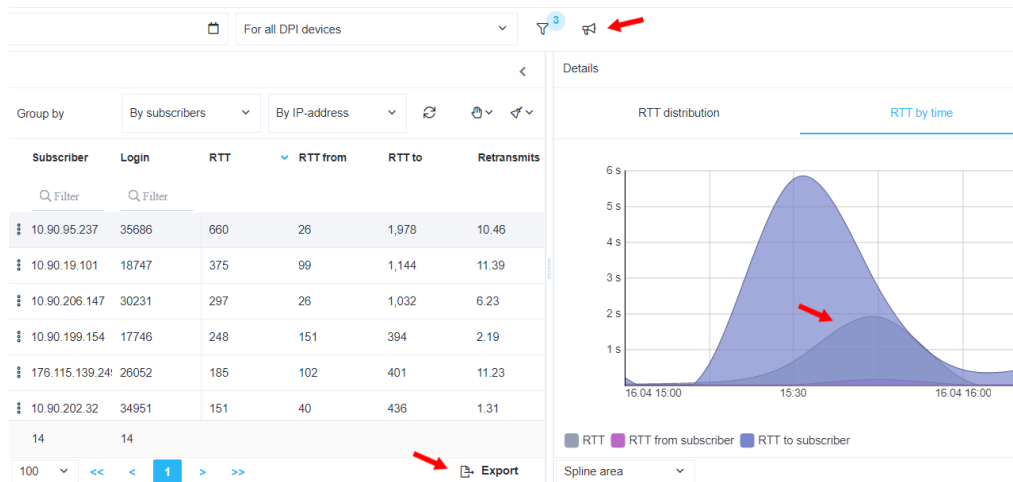 For all DPI devices
3
Details
Group by
By subscribers
By IP-address
RTT distribution
RTT by time
Subscriber Login RTT RTT from RTT to Retransmits
Filter Filter
10.90.95.237 35686 660 26 1,978 10.46
10.90.19.101 18747 375 99 1,144 11.39
10.90.206.147 30231 297 26 1,032 6.23
10.90.199.154 17746 248 151 394 2.19
176.115.139.24 26052 185 102 401 11.23
10.90.202.32 34951 151 40 436 1.31
14 14
100 << < 1 > >> Export
6 s
5 s
4 s
3 s
2 s
1 s
16.04 15:00 15:30 16.04 16:00
RTT RTT from subscriber RTT to subscriber
Spline area